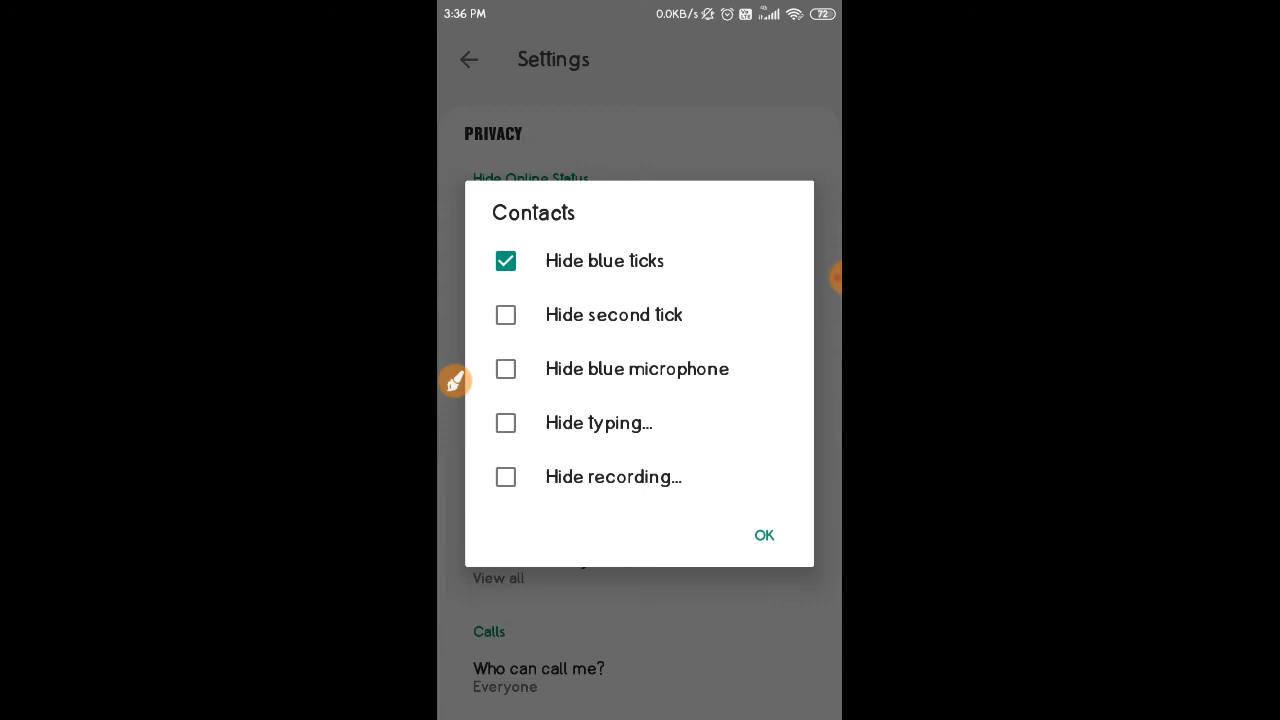 3:36 PM 0.0KB/s 72
Settings
PRIVACY
Hide Online Status
Contacts
Hide blue ticks
Hide second tick
Hide blue microphone
Hide typing...
Hide recording...
OK
View all
Calls
Who can call me?
Everyone